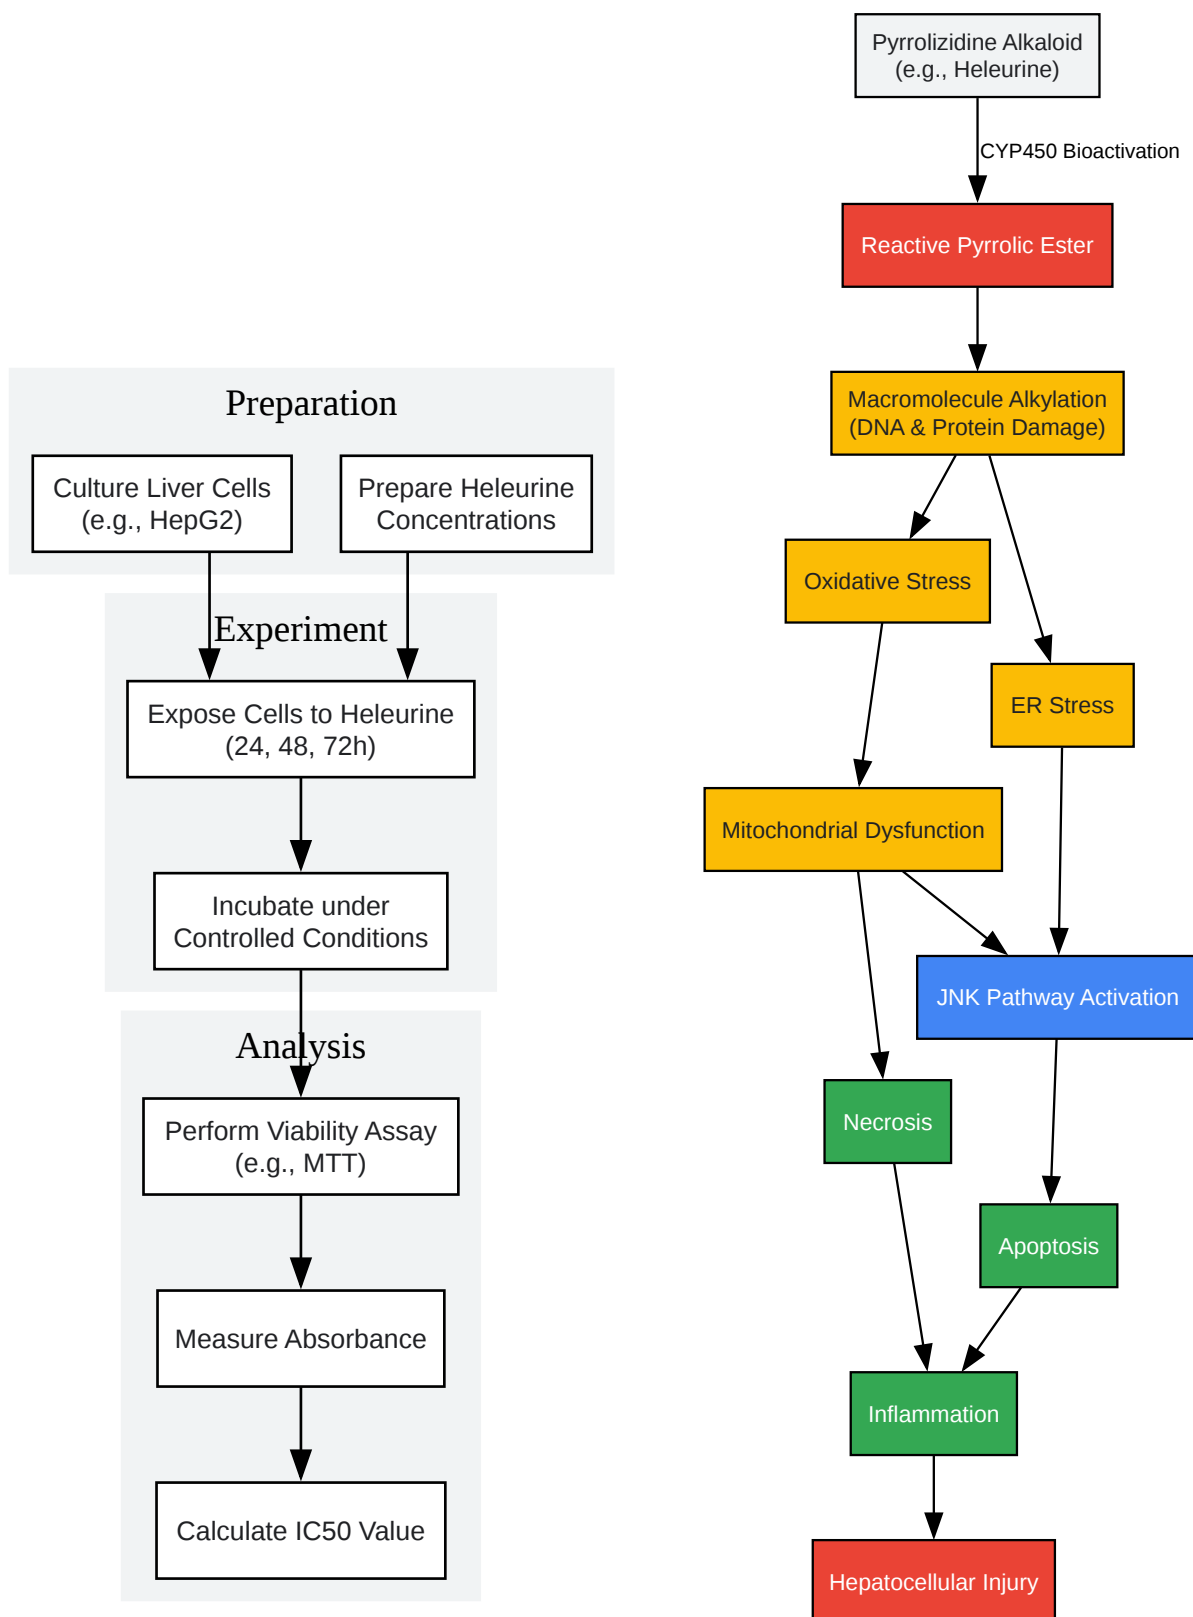 Preparation
Culture Liver Cells
(e.g., HepG2)
Prepare Heleurine
Concentrations
Experiment
Expose Cells to Heleurine
(24, 48, 72h)
Incubate under
Controlled Conditions
Analysis
Perform Viability Assay
(e.g., MTT)
Measure Absorbance
Calculate IC50 Value
Pyrrolizidine Alkaloid
(e.g., Heleurine)
CYP450 Bioactivation
Reactive Pyrrolic Ester
Macromolecule Alkylation
(DNA & Protein Damage)
Oxidative Stress
ER Stress
Mitochondrial Dysfunction
JNK Pathway Activation
Necrosis
Apoptosis
Inflammation
Hepatocellular Injury